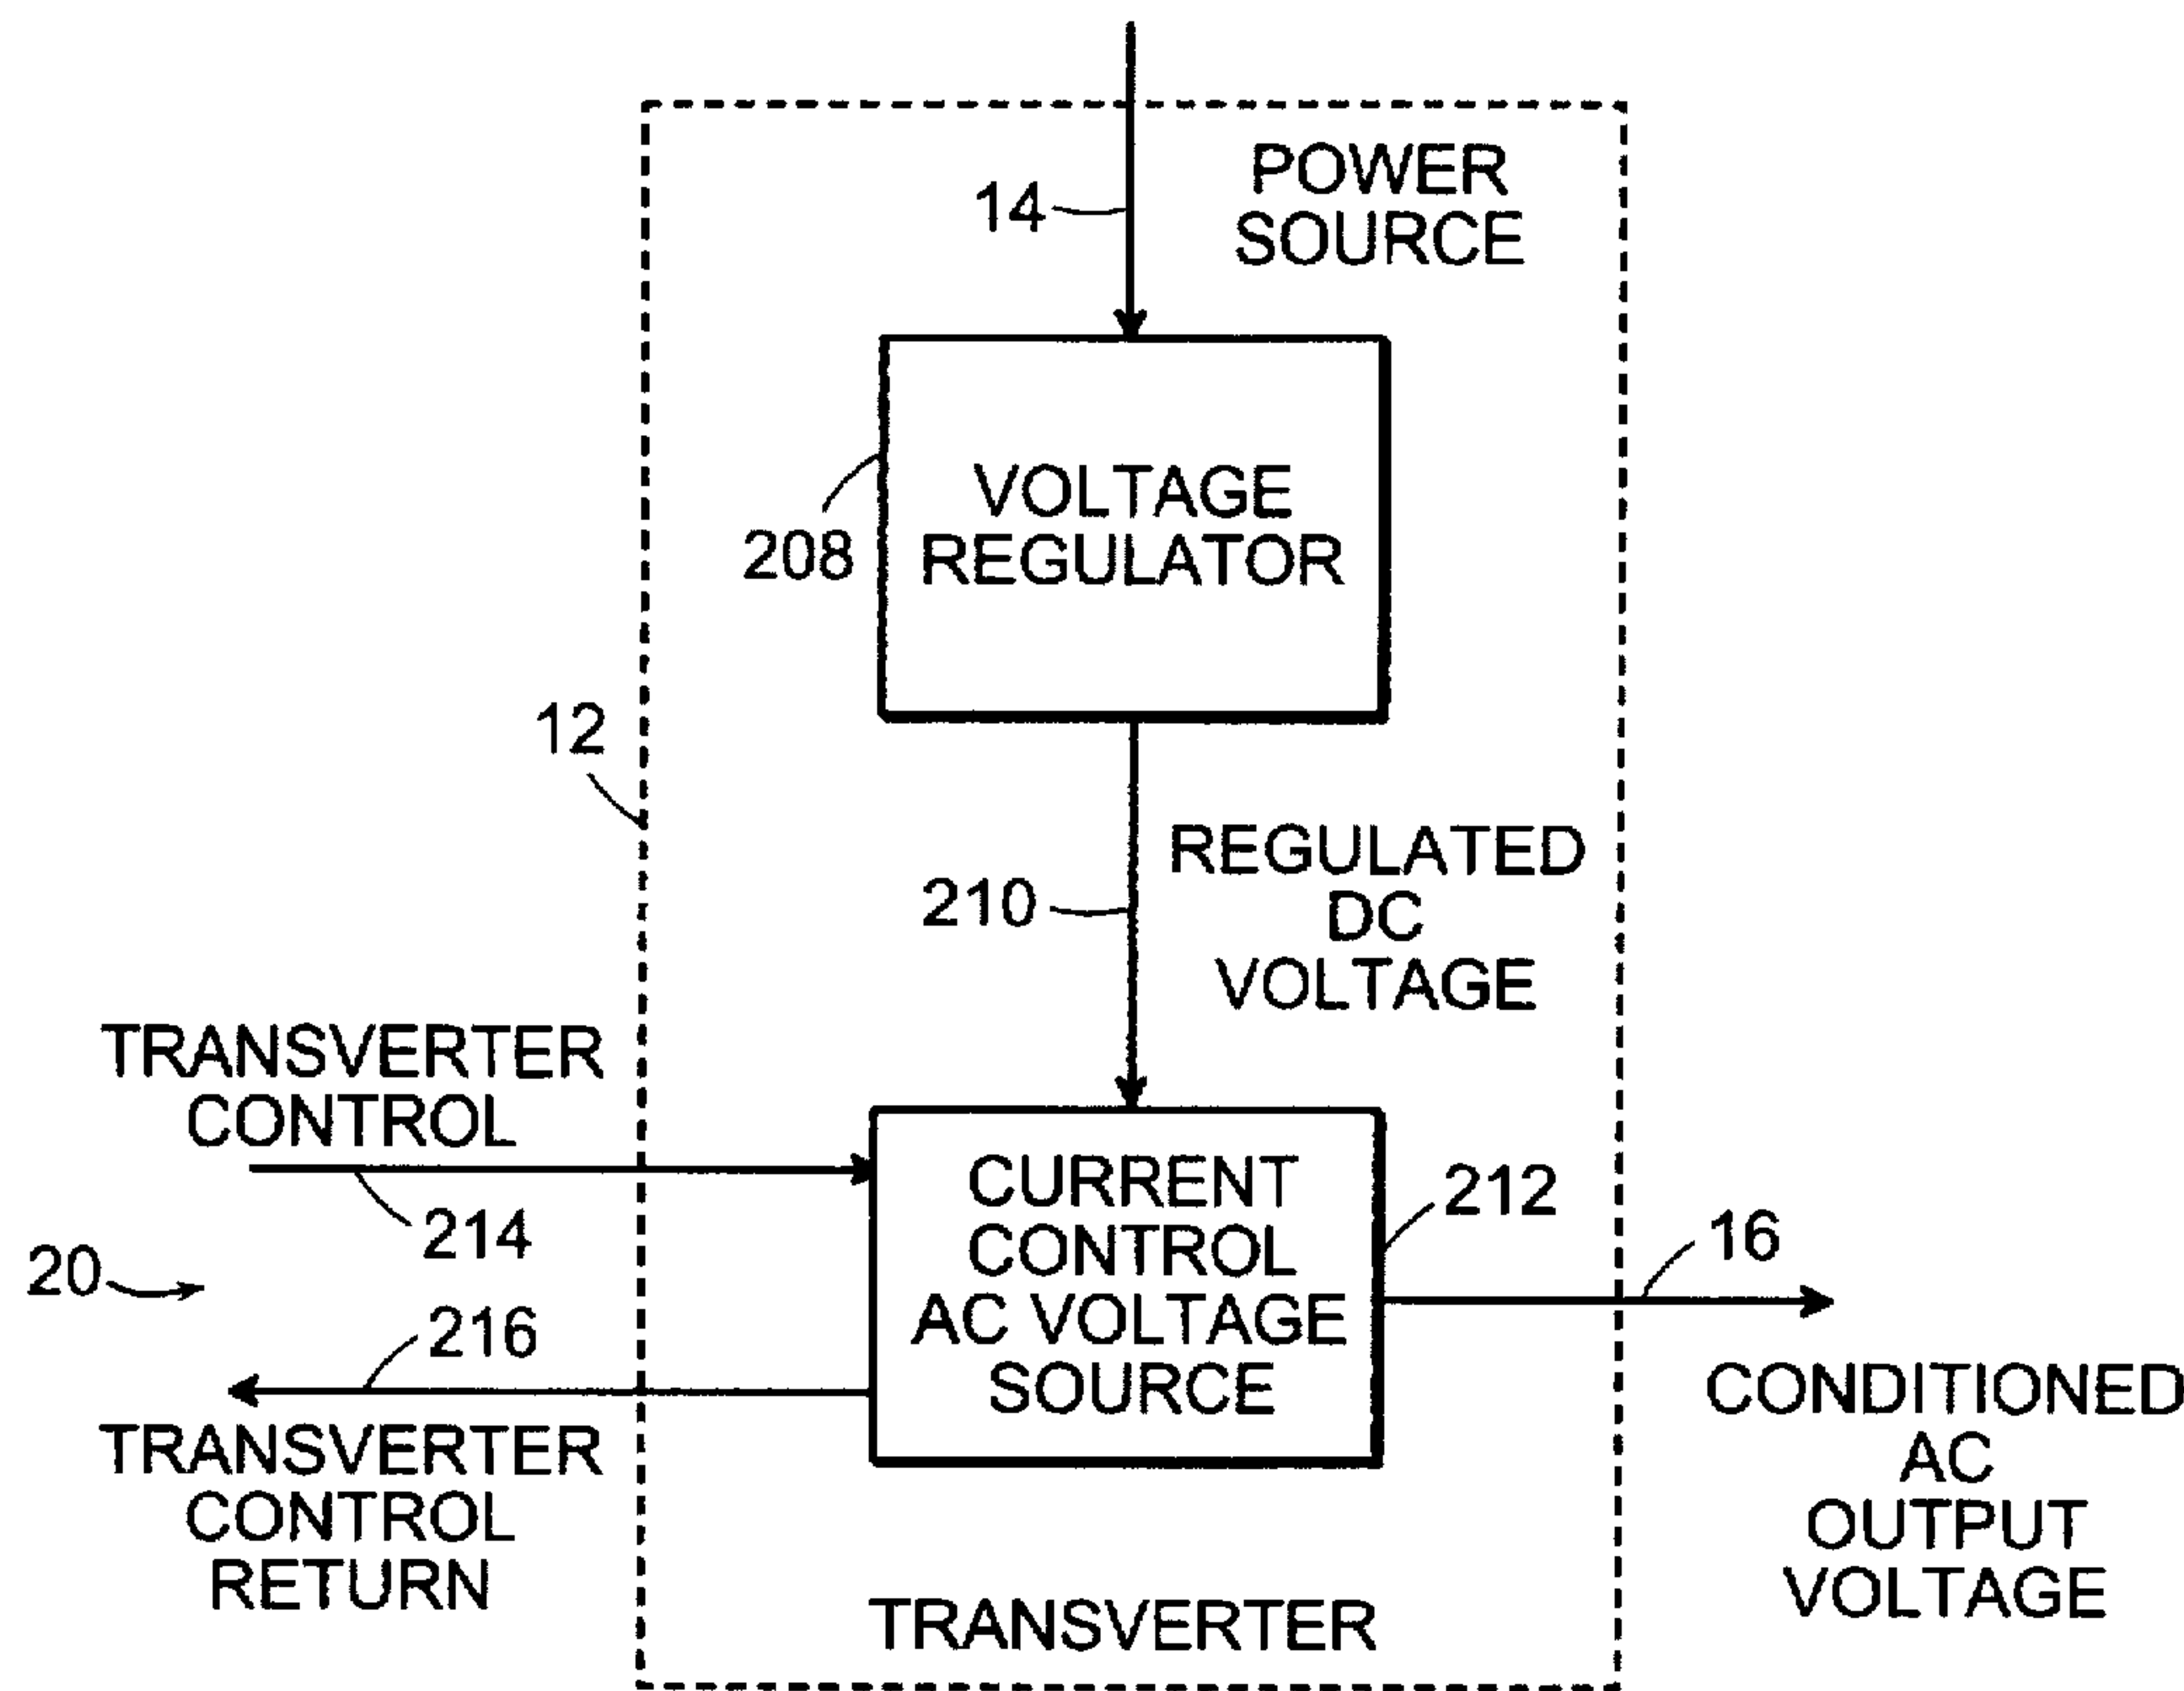 POWER
SOURCE
14
VOLTAGE
REGULATOR
208
12
REGULATED
DC
VOLTAGE
210
TRANSVERTER
CONTROL
214
20
216
TRANSVERTER
CONTROL
RETURN
CURRENT
CONTROL
AC VOLTAGE
SOURCE
212
16
CONDITIONED
AC
OUTPUT
VOLTAGE
TRANSVERTER